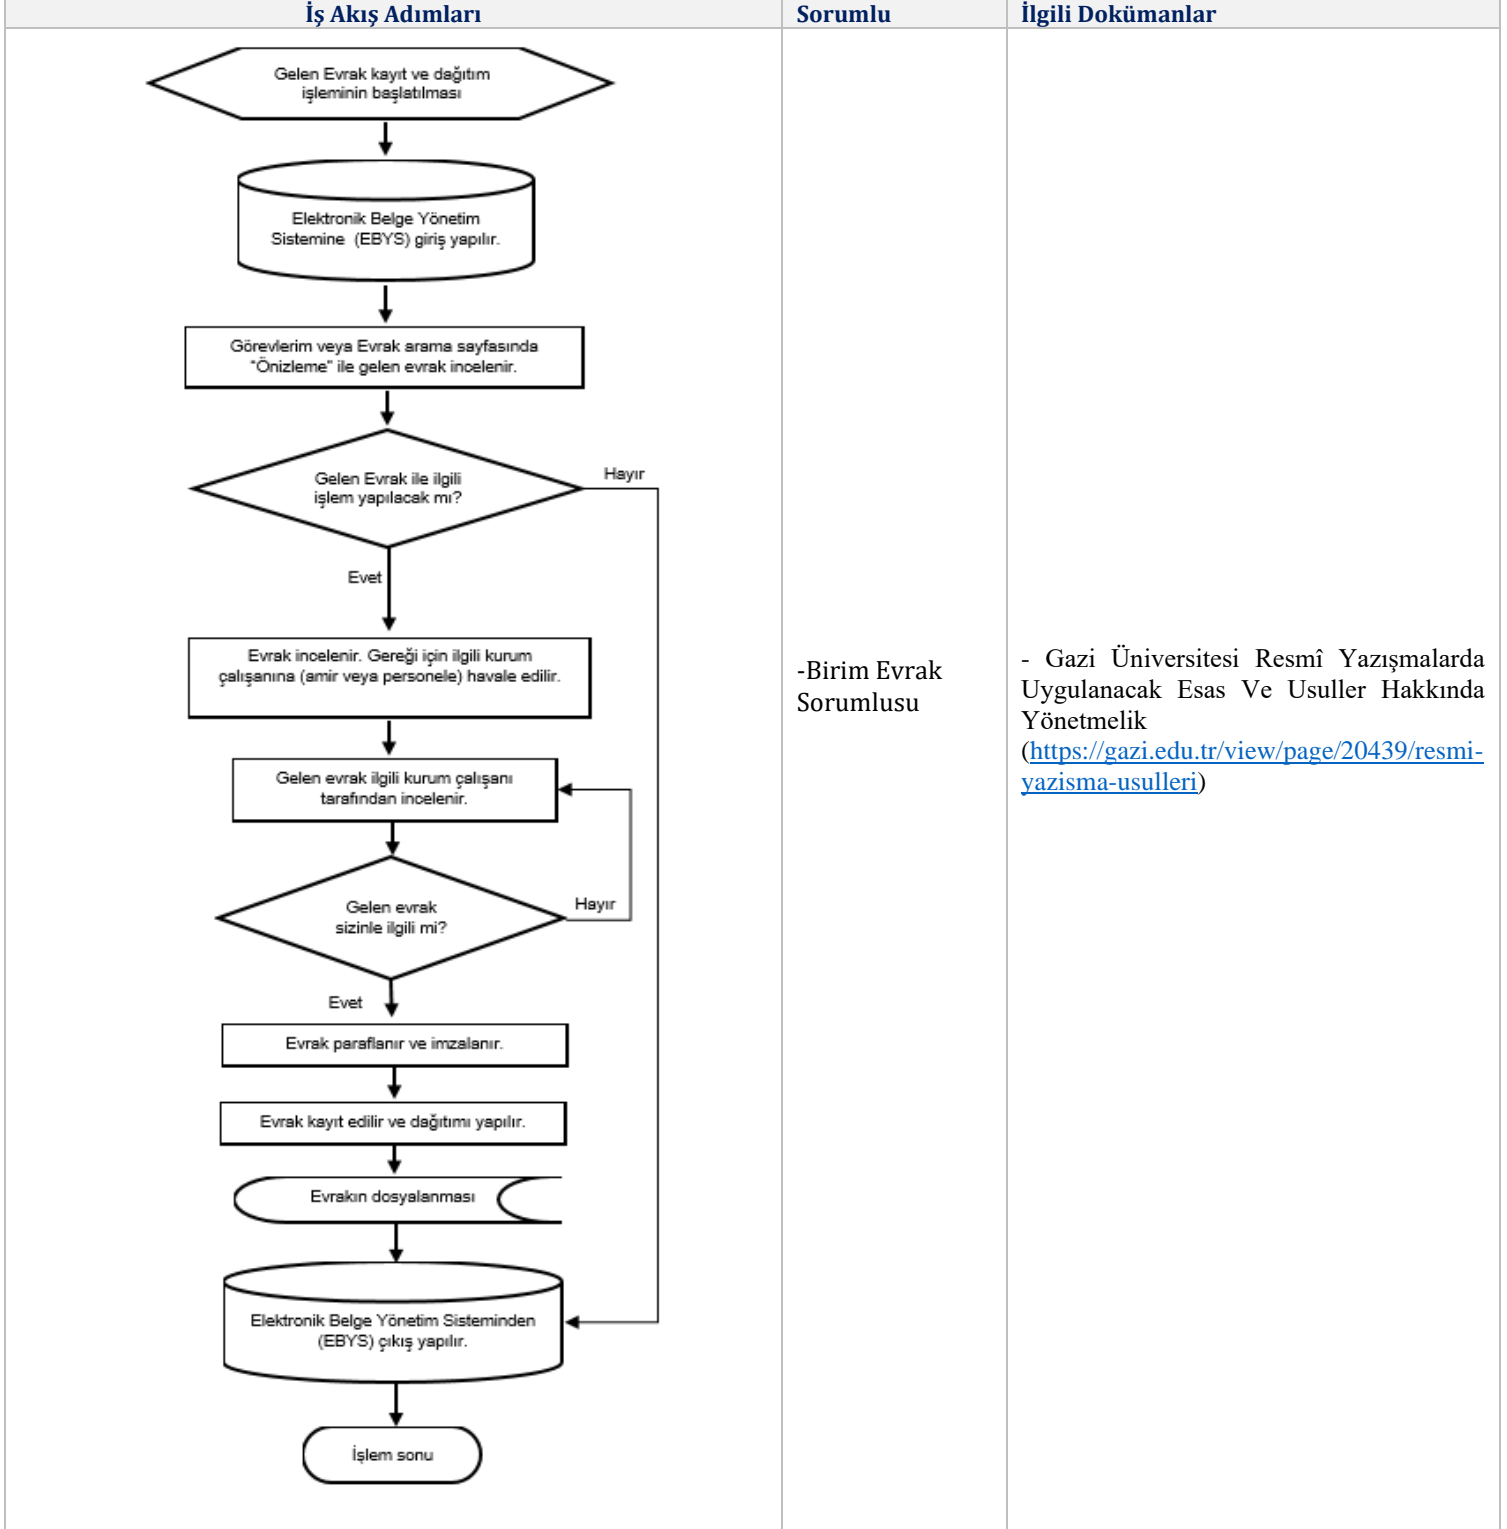 İş Akış Adımları
Sorumlu
İlgili Dokümanlar
Gelen Evrak kayıt ve dağıtım
işleminin başlatılması
Elektronik Belge Yönetim
Sistemine (EBYS) giriş yapılır.
Görevlerim veya Evrak arama sayfasında
"Önizleme" ile gelen evrak incelenir.
Gelen Evrak ile ilgili
işlem yapılacak mı?
Hayır
Evet
Evrak incelenir. Gereği için ilgili kurum
çalışanına (amir veya personele) havale edilir.
Gelen evrak ilgili kurum çalışanı
tarafından incelenir.
Gelen evrak
sizinle ilgili mi?
Hayır
Evet
Evrak paraflanır ve imzalanır.
Evrak kayıt edilir ve dağıtımı yapılır.
Evrakın dosyalanması
Elektronik Belge Yönetim Sisteminden
(EBYS) çıkış yapılır.
İşlem sonu
-Birim Evrak
Sorumlusu
- Gazi Üniversitesi Resmî Yazışmalarda
Uygulanacak Esas Ve Usuller Hakkında
Yönetmelik
(https://gazi.edu.tr/view/page/20439/resmi-
yazisma-usulleri)